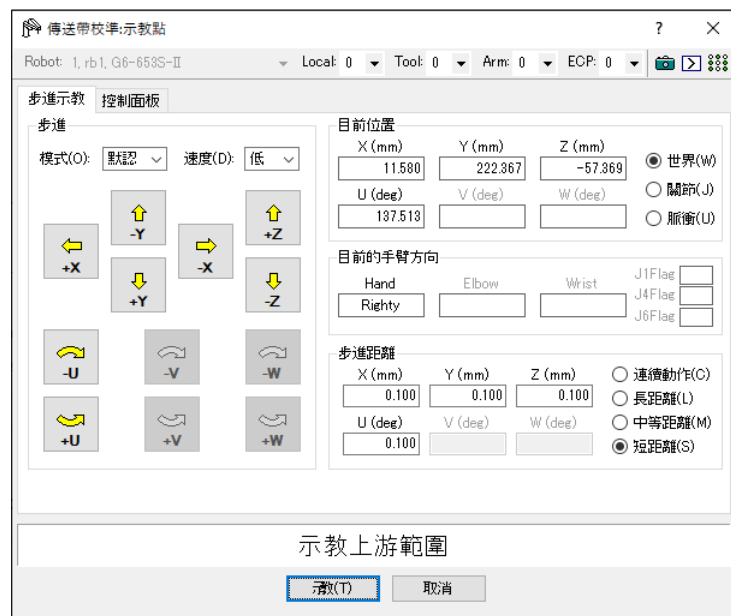 傳送帶校準:示教點
Robot: 1, rb1, G6-653S-II Local: 0 Tool: 0 Arm: 0 ECP: 0
步進示教 控制面板
步進
模式(O): 默認 速度(D): 低
-Y
+Z
+X
-X
+Y
-Z
-U -V -W
+U +V +W
目前位置
X (mm) Y (mm) Z (mm)
11.580 222.367 -57.369
U (deg) V (deg) W (deg)
137.513
世界(W)
關節(J)
脈衝(U)
目前的手臂方向
Hand Elbow Wrist
Righty
J1Flag
J4Flag
J6Flag
步進距離
X (mm) Y (mm) Z (mm)
0.100 0.100 0.100
U (deg) V (deg) W (deg)
0.100
連續動作(C)
長距離(L)
中等距離(M)
短距離(S)
示教上游範圍
示教(T) 取消